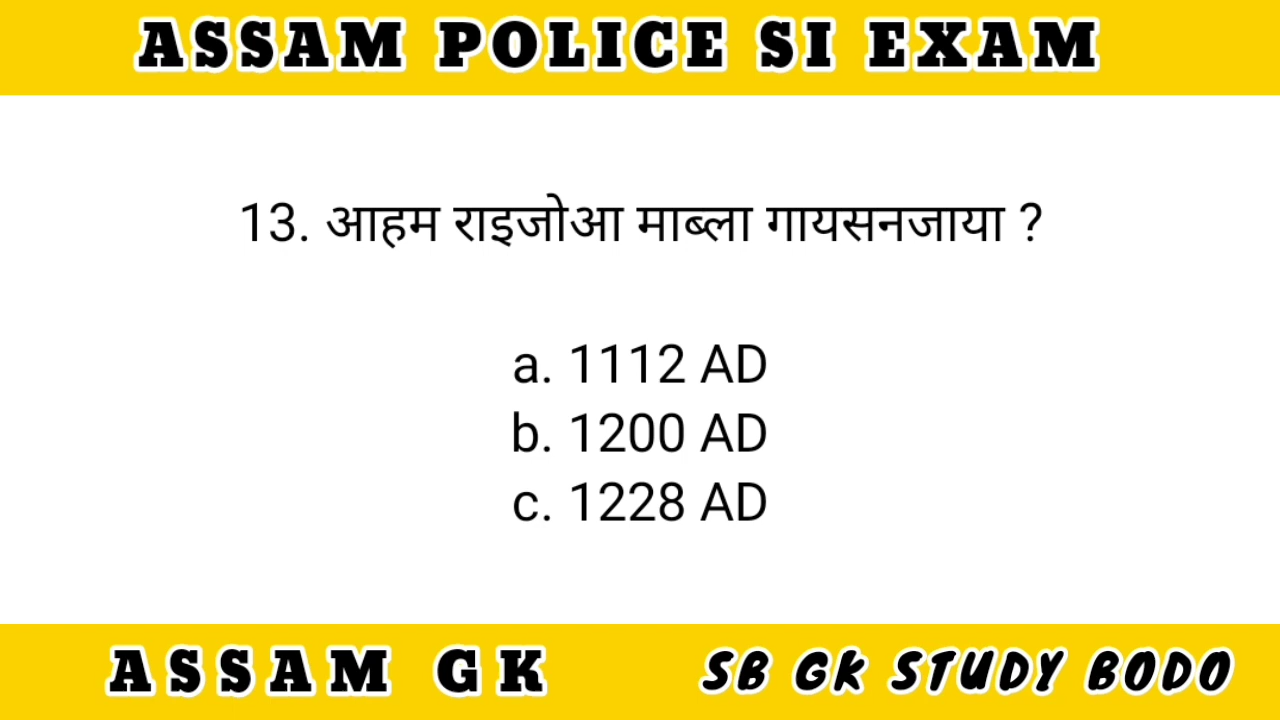 ASSAM POLICE SI EXAM
13. आहम राइजोआ माब्ला गायसनजाया ?
a. 1112 AD
b. 1200 AD
c. 1228 AD
ASSAM GK SB GK STUDY BODO